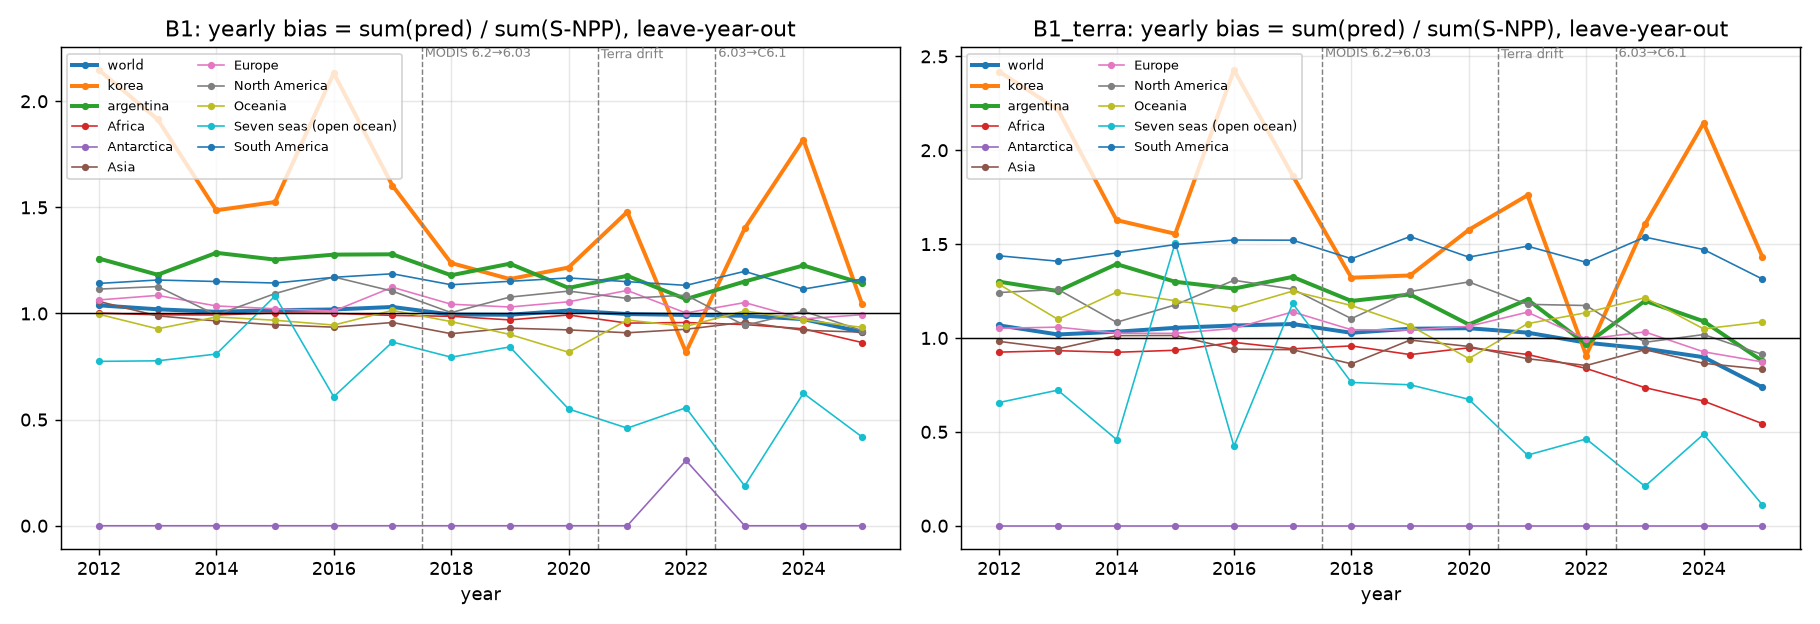 B1: yearly bias = sum(pred) / sum(S-NPP), leave-year-out
MODIS 6.2→6.03
Terra drift
6.03→C6.1
world
korea
argentina
Africa
Antarctica
Asia
Europe
North America
Oceania
Seven seas (open ocean)
South America
2.0
1.5
1.0
0.5
0.0
2012
2014
2016
2018
2020
2022
2024
year
B1_terra: yearly bias = sum(pred) / sum(S-NPP), leave-year-out
MODIS 6.2→6.03
Terra drift
6.03→C6.1
world
korea
argentina
Africa
Antarctica
Asia
Europe
North America
Oceania
Seven seas (open ocean)
South America
2.5
2.0
1.5
1.0
0.5
0.0
2012
2014
2016
2018
2020
2022
2024
year